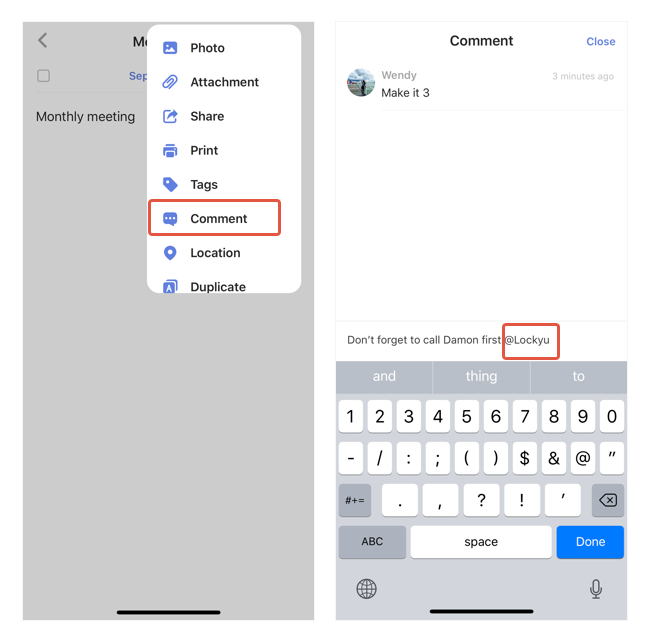 Me
Sep
Monthly meeting
Photo
Attachment
Share
Print
Tags
Comment
Location
Duplicate
Comment
Close
Wendy
3 minutes ago
Make it 3
Don't forget to call Damon first @Lockyu
and thing to
1 2 3 4 5 6 7 8 9 0
- / : ; ( ) $ & @ "
#+= . , ? ! ’
ABC space Done